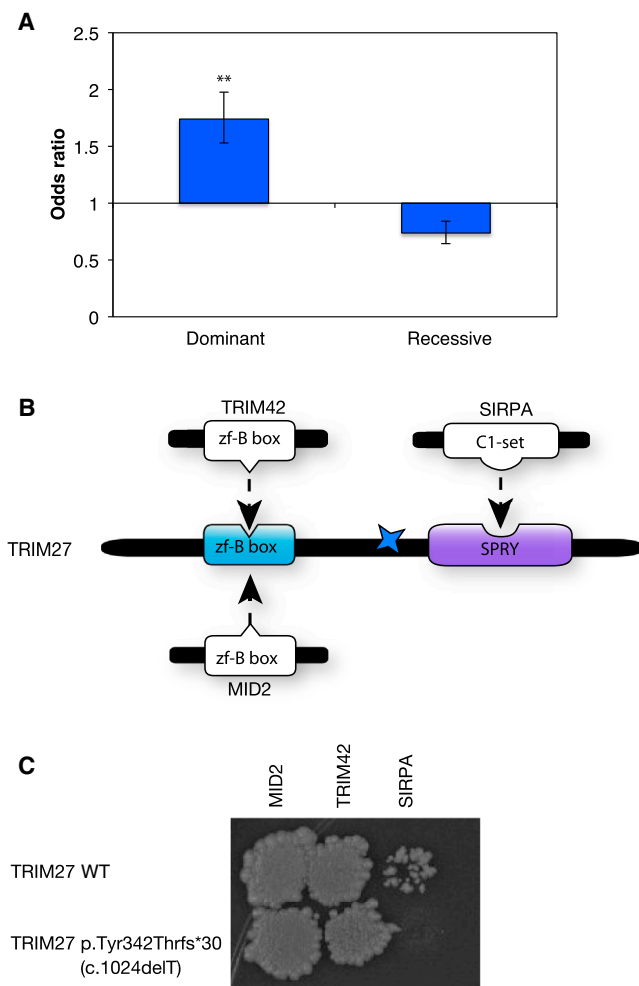 A
2.5
2
1.5
1
0.5
0
Odds ratio
**
Dominant
Recessive
B
TRIM42
zf-B box
SIRPA
C1-set
TRIM27
zf-B box
SPRY
zf-B box
MID2
C
MID2
TRIM42
SIRPA
TRIM27 WT
TRIM27 p.Tyr342Thrfs*30
(c.1024delT)